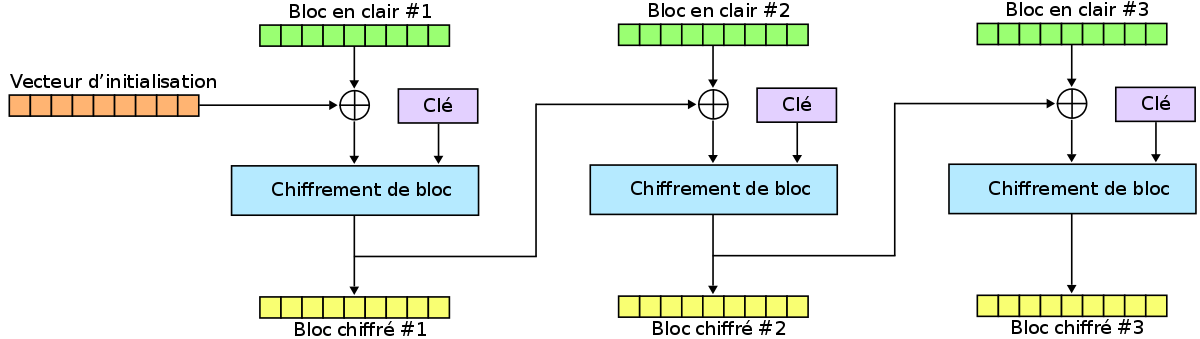 Bloc en clair #1
Bloc en clair #2
Bloc en clair #3
Vecteur d’initialisation
Clé
Clé
Clé
Chiffrement de bloc
Chiffrement de bloc
Chiffrement de bloc
Bloc chiffré #1
Bloc chiffré #2
Bloc chiffré #3